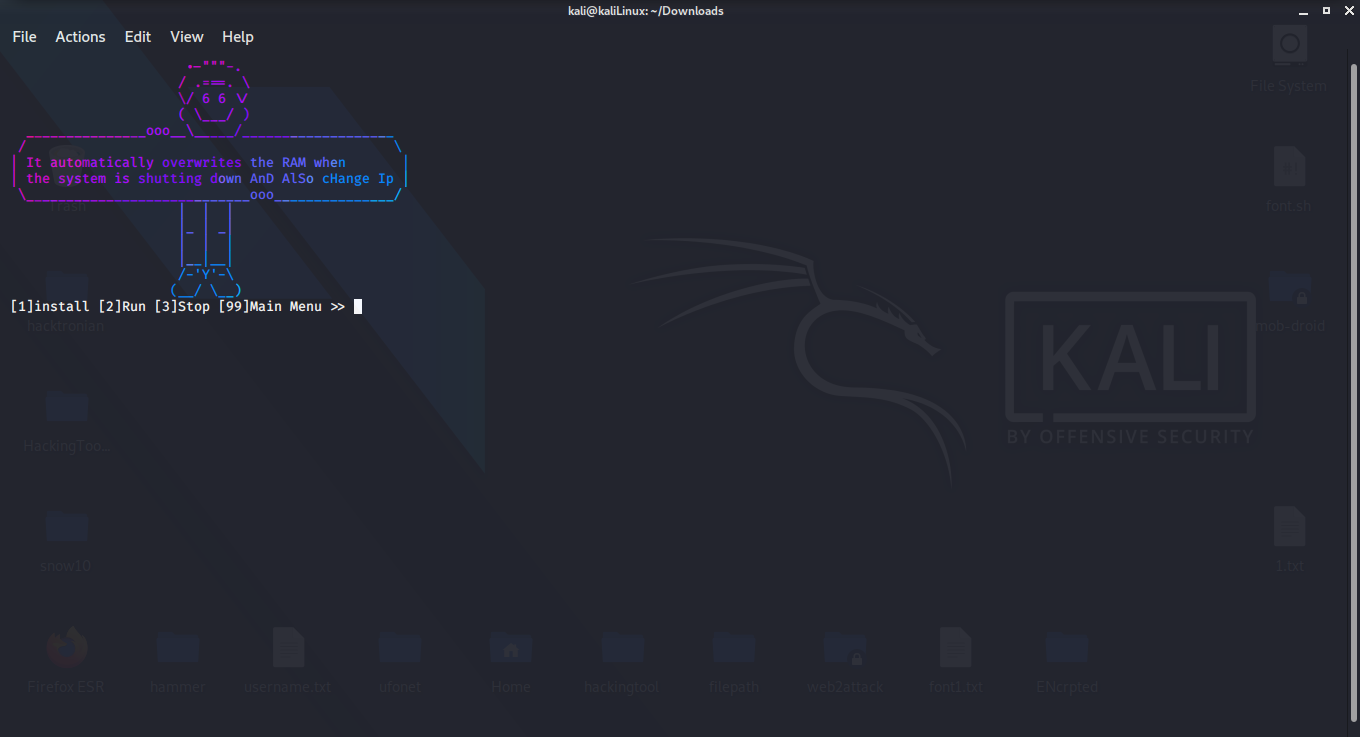 kali@kaliLinux: ~/Downloads
File Actions Edit View Help
It automatically overwrites the RAM when
the system is shutting down AnD AlSo cHange Ip
[1]install [2]Run [3]Stop [99]Main Menu >>
File System
Trash
font.sh
hacktronian
mob-droid
KALI
BY OFFENSIVE SECURITY
HackingToo...
snow10
1.txt
Firefox ESR
hammer
username.txt
ufonet
Home
hackingtool
filepath
web2attack
font1.txt
ENcrpted